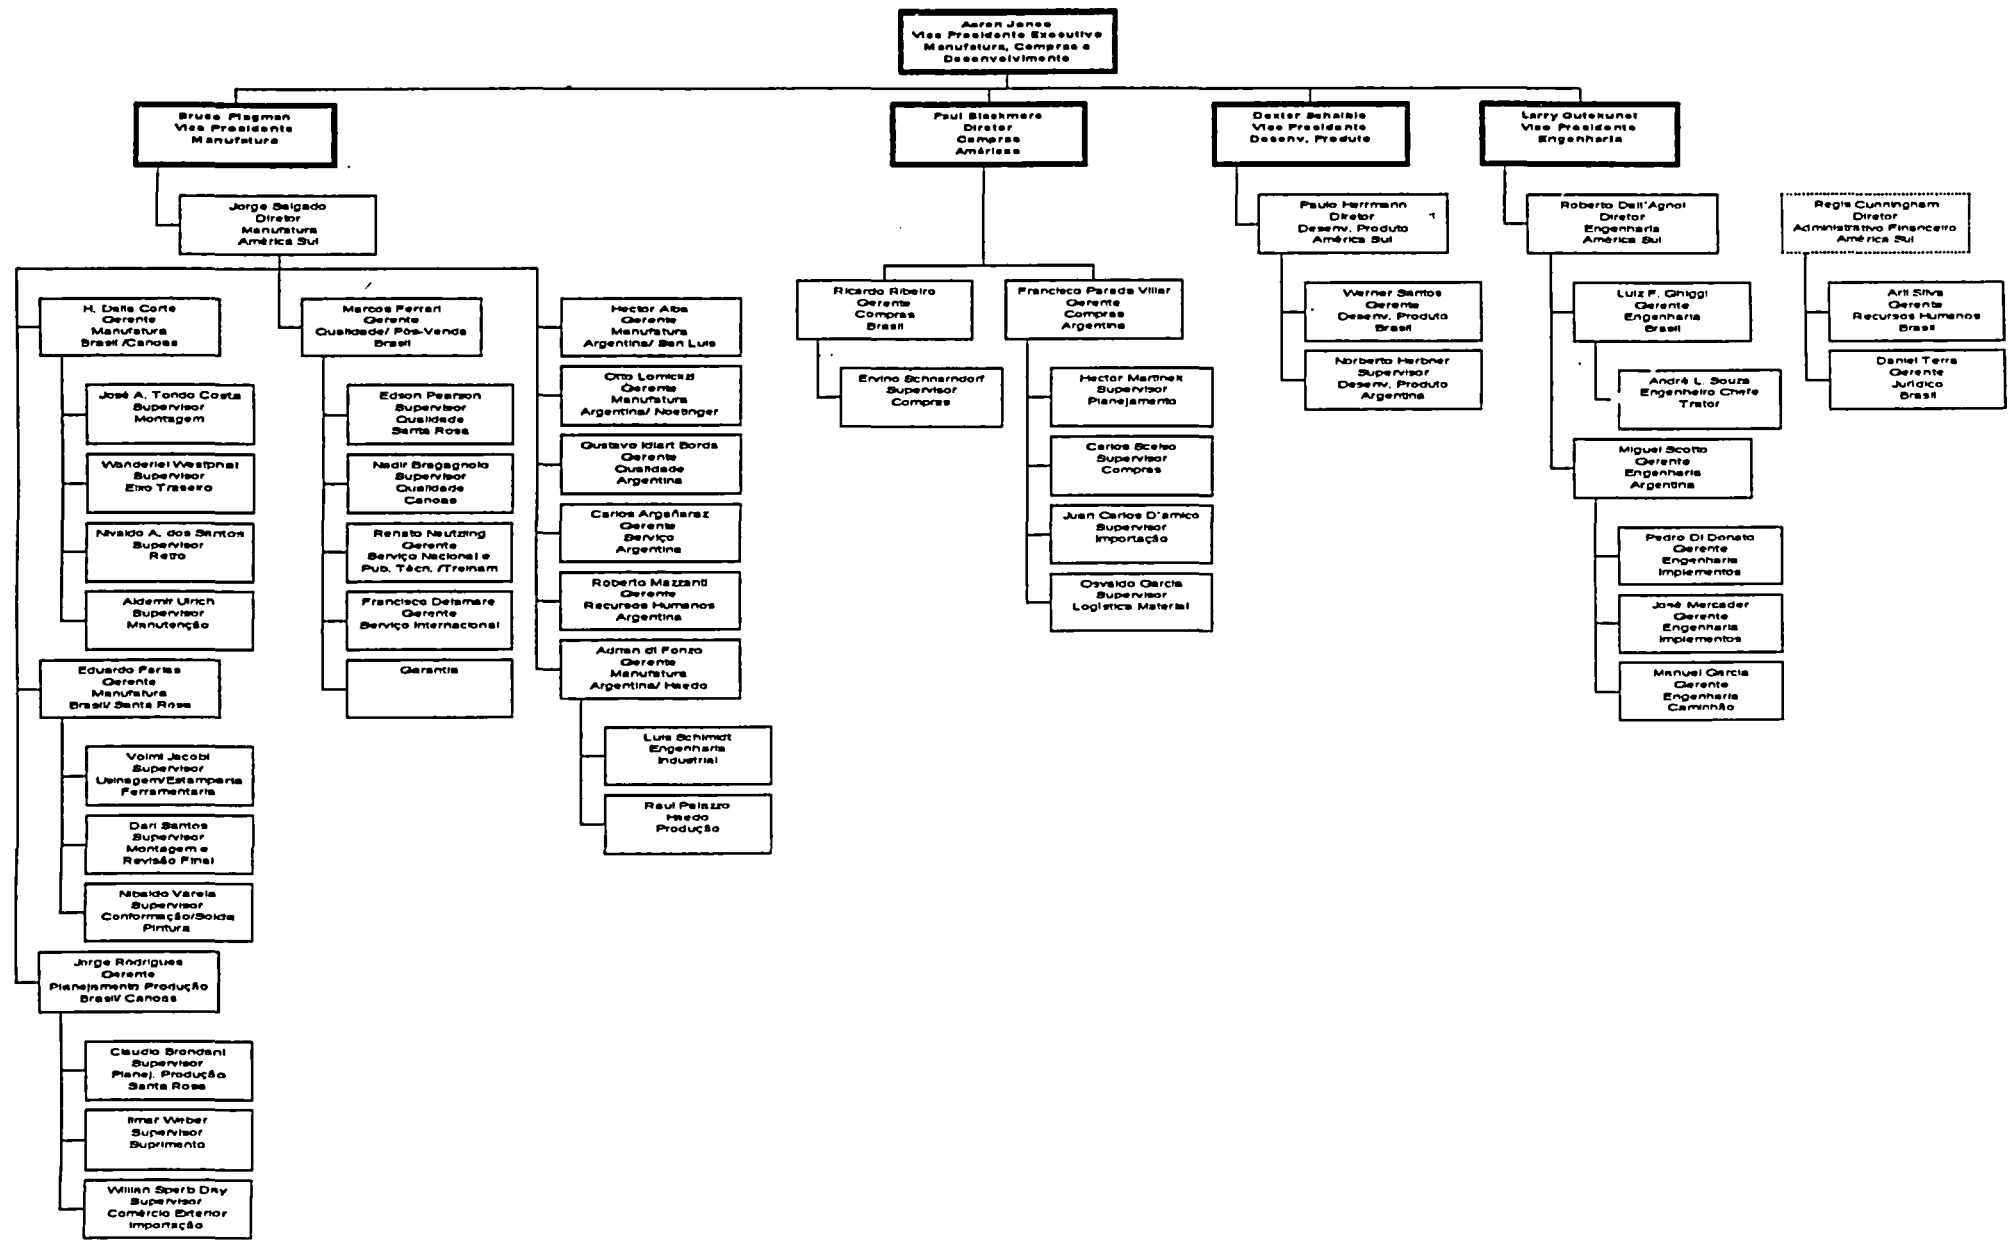 Aaron Jones
Vice Presidente Executivo
Manufatura, Compras e
Desenvolvimento
Bruce Plagman
Vice Presidente
Manufatura
Paul Blackmore
Diretor
Compras
Américas
Dexter Schaible
Vice Presidente
Desenv. Produto
Larry Gutekunst
Vice Presidente
Engenharia
Jorge Salgado
Diretor
Manufatura
América Sul
Paulo Herrmann
Diretor
Desenv. Produto
América Sul
Roberto Dall'Agnol
Diretor
Engenharia
América Sul
Regis Cunningham
Diretor
Administrativo Financeiro
América Sul
H. Dalla Corte
Gerente
Manufatura
Brasil /Canoas
José A. Tondo Costa
Supervisor
Montagem
Wanderlei Westphal
Supervisor
Eixo Traseiro
Nivaldo A. dos Santos
Supervisor
Retro
Aldemir Ulrich
Supervisor
Manutenção
Eduardo Farias
Gerente
Manufatura
Brasil/ Santa Rosa
Volmi Jacobi
Supervisor
Usinagem/Estamparia
Ferramentaria
Dari Santos
Supervisor
Montagem e
Revisão Final
Nibaldo Varela
Supervisor
Conformação/Solda
Pintura
Jorge Rodrigues
Gerente
Planejamento Produção
Brasil/ Canoas
Claudio Brondani
Supervisor
Planej. Produção
Santa Rosa
Ilmar Weber
Supervisor
Suprimento
Willian Sperb Day
Supervisor
Comércio Exterior
Importação
Marcos Ferrari
Gerente
Qualidade/ Pós-Venda
Brasil
Edson Pearson
Supervisor
Qualidade
Santa Rosa
Nadir Bragagnolo
Supervisor
Qualidade
Canoas
Renato Neutzling
Gerente
Serviço Nacional e
Pub. Técn. /Treinam
Francisco Delamare
Gerente
Serviço Internacional
Garantia
Hector Alba
Gerente
Manufatura
Argentina/ San Luis
Otto Lornickzi
Gerente
Manufatura
Argentina/ Noetinger
Gustavo Idiart Borda
Gerente
Qualidade
Argentina
Carlos Argañaraz
Gerente
Serviço
Argentina
Roberto Mazzanti
Gerente
Recursos Humanos
Argentina
Adrian di Fonzo
Gerente
Manufatura
Argentina/ Haedo
Luis Schimidt
Engenharia
Industrial
Raul Palazzo
Haedo
Produção
Ricardo Ribeiro
Gerente
Compras
Brasil
Ervino Schnarndorf
Supervisor
Compras
Francisco Parada Villar
Gerente
Compras
Argentina
Hector Martinek
Supervisor
Planejamento
Carlos Scelso
Supervisor
Compras
Juan Carlos D'amico
Supervisor
Importação
Osvaldo Garcia
Supervisor
Logística Material
Werner Santos
Gerente
Desenv. Produto
Brasil
Norberto Herbner
Supervisor
Desenv. Produto
Argentina
Luiz F. Ghiggi
Gerente
Engenharia
Brasil
André L. Souza
Engenheiro Chefe
Trator
Miguel Scotto
Gerente
Engenharia
Argentina
Pedro Di Donato
Gerente
Engenharia
Implementos
José Mercader
Gerente
Engenharia
Implementos
Manuel Garcia
Gerente
Engenharia
Caminhão
Arli Silva
Gerente
Recursos Humanos
Brasil
Daniel Terra
Gerente
Jurídico
Brasil